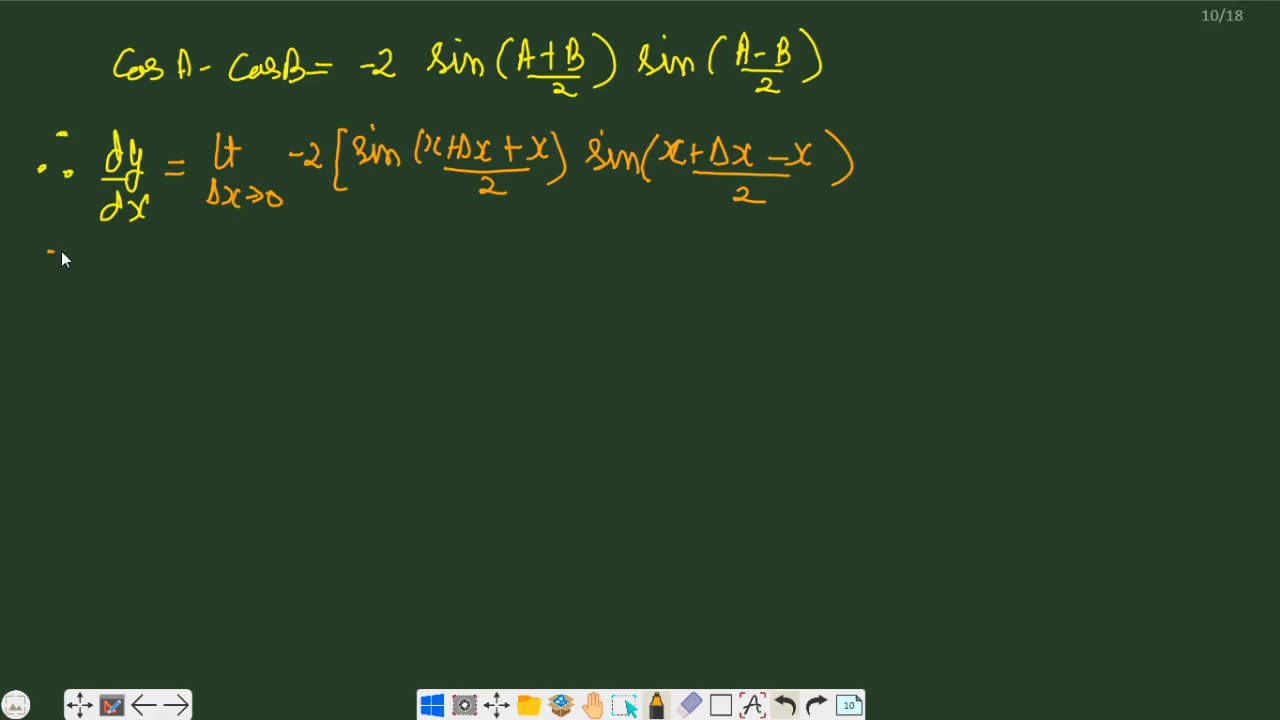 10/18
Cos A - Cos B = -2 sin (A+B/2) sin (A-B/2)
∴ dy/dx = lt Δx→0 -2 [sin (x+Δx+x/2) sin (x+Δx-x/2)
10